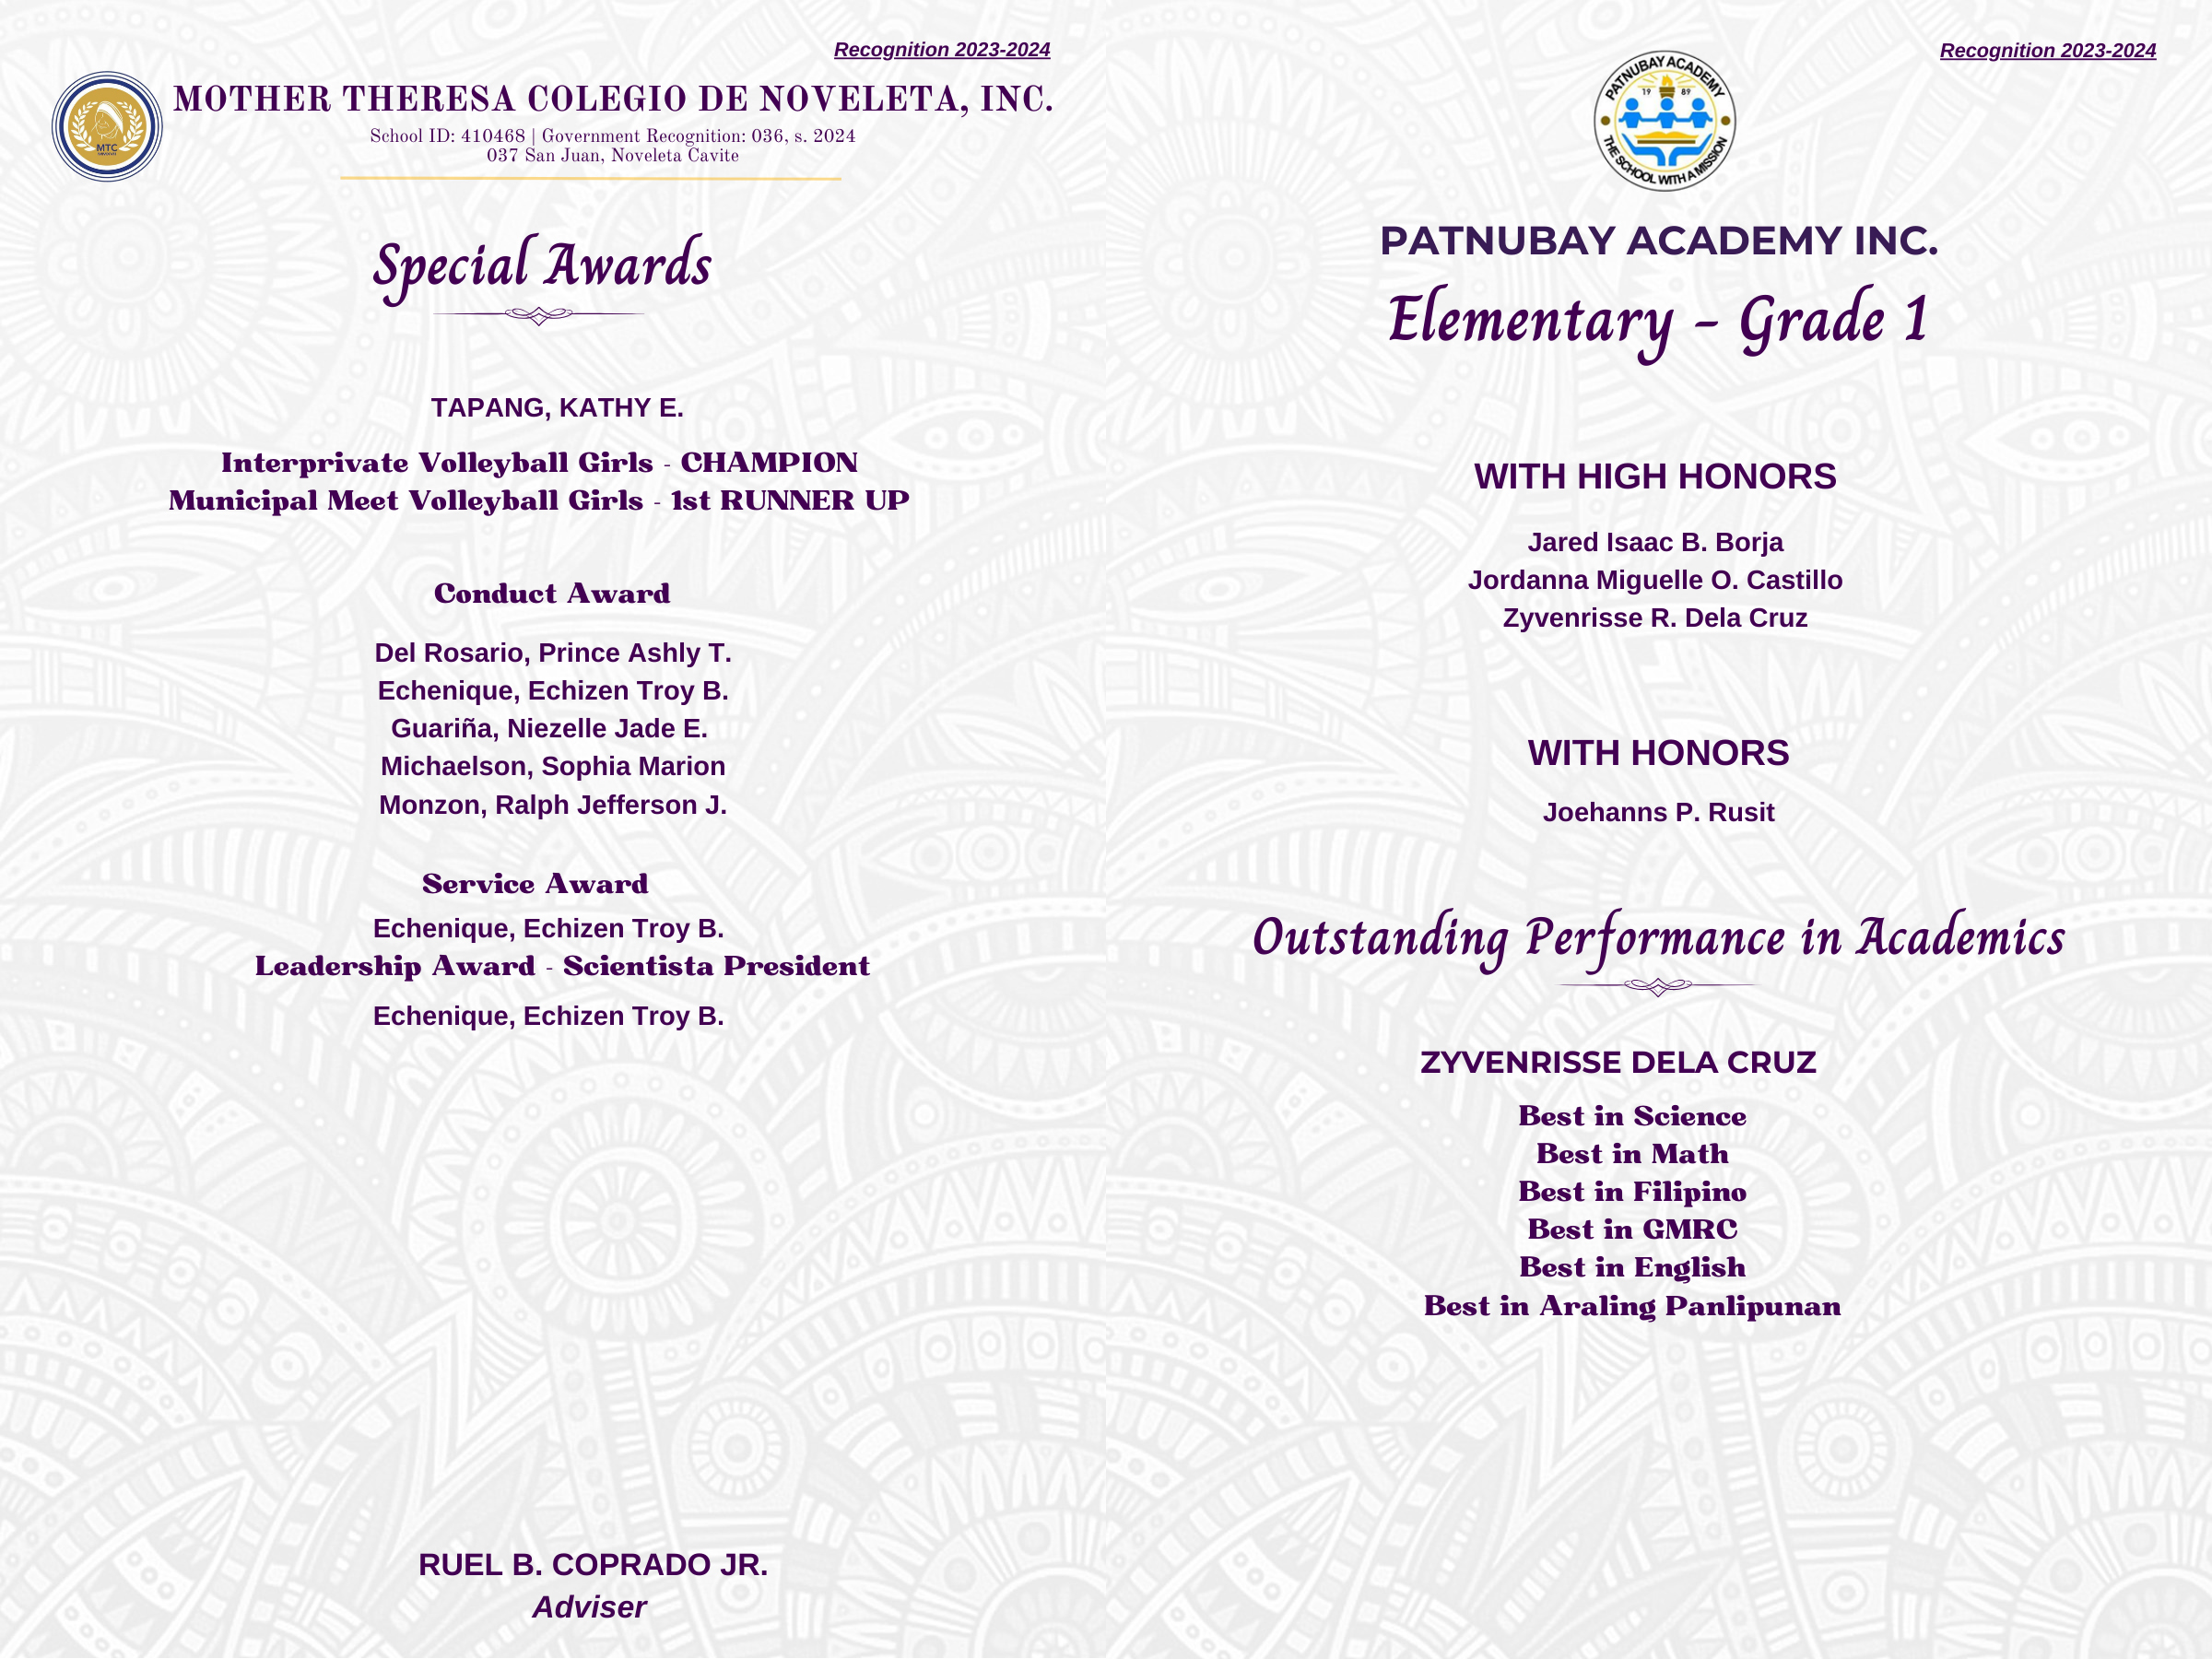 Recognition 2023-2024
MTC
MOTHER THERESA COLEGIO DE NOVELETA, INC.
School ID: 410468 | Government Recognition: 036, s. 2024
037 San Juan, Noveleta Cavite
Special Awards
TAPANG, KATHY E.
Interprivate Volleyball Girls - CHAMPION
Municipal Meet Volleyball Girls - 1st RUNNER UP
Conduct Award
Del Rosario, Prince Ashly T.
Echenique, Echizen Troy B.
Guariña, Niezelle Jade E.
Michaelson, Sophia Marion
Monzon, Ralph Jefferson J.
Service Award
Echenique, Echizen Troy B.
Leadership Award - Scientista President
Echenique, Echizen Troy B.
RUEL B. COPRADO JR.
Adviser
Recognition 2023-2024
PATNUBAY ACADEMY
19 89
THE SCHOOL WITH A MISSION
PATNUBAY ACADEMY INC.
Elementary - Grade 1
WITH HIGH HONORS
Jared Isaac B. Borja
Jordanna Miguelle O. Castillo
Zyvenrisse R. Dela Cruz
WITH HONORS
Joehanns P. Rusit
Outstanding Performance in Academics
ZYVENRISSE DELA CRUZ
Best in Science
Best in Math
Best in Filipino
Best in GMRC
Best in English
Best in Araling Panlipunan